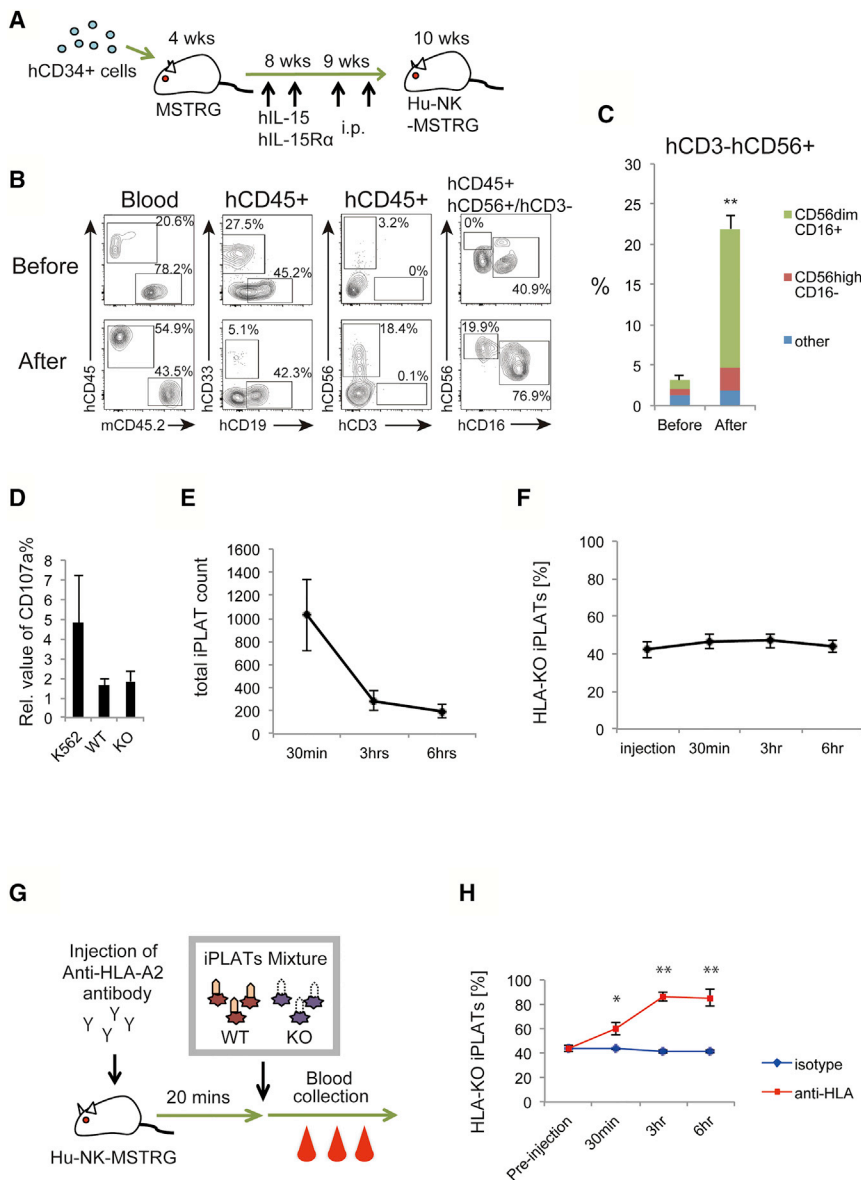 A
4 wks
8 wks
9 wks
10 wks
hCD34+ cells
MSTRG
hIL-15
hIL-15Rα
i.p.
Hu-NK
-MSTRG
B
Blood
hCD45+
hCD45+
hCD45+
hCD56+/hCD3-
Before
20.6%
78.2%
27.5%
45.2%
3.2%
0%
0%
40.9%
After
54.9%
43.5%
5.1%
42.3%
18.4%
0.1%
19.9%
76.9%
hCD45
hCD33
hCD56
hCD56
mCD45.2
hCD19
hCD3
hCD16
C
hCD3-hCD56+
%
30
25
20
15
10
5
0
**
Before
After
CD56dim
CD16+
CD56high
CD16-
other
D
Rel. value of CD107a%
8
7
6
5
4
3
2
1
0
K562
WT
KO
E
total iPLAT count
1600
1400
1200
1000
800
600
400
200
0
30min
3hrs
6hrs
F
HLA-KO iPLATs [%]
100
80
60
40
20
0
injection
30min
3hr
6hr
G
Injection of
Anti-HLA-A2
antibody
Y
Y
Y
Y
iPLATs Mixture
WT
KO
20 mins
Blood
collection
Hu-NK-MSTRG
H
HLA-KO iPLATs [%]
100
80
60
40
20
0
*
**
**
Pre-injection
30min
3hr
6hr
isotype
anti-HLA